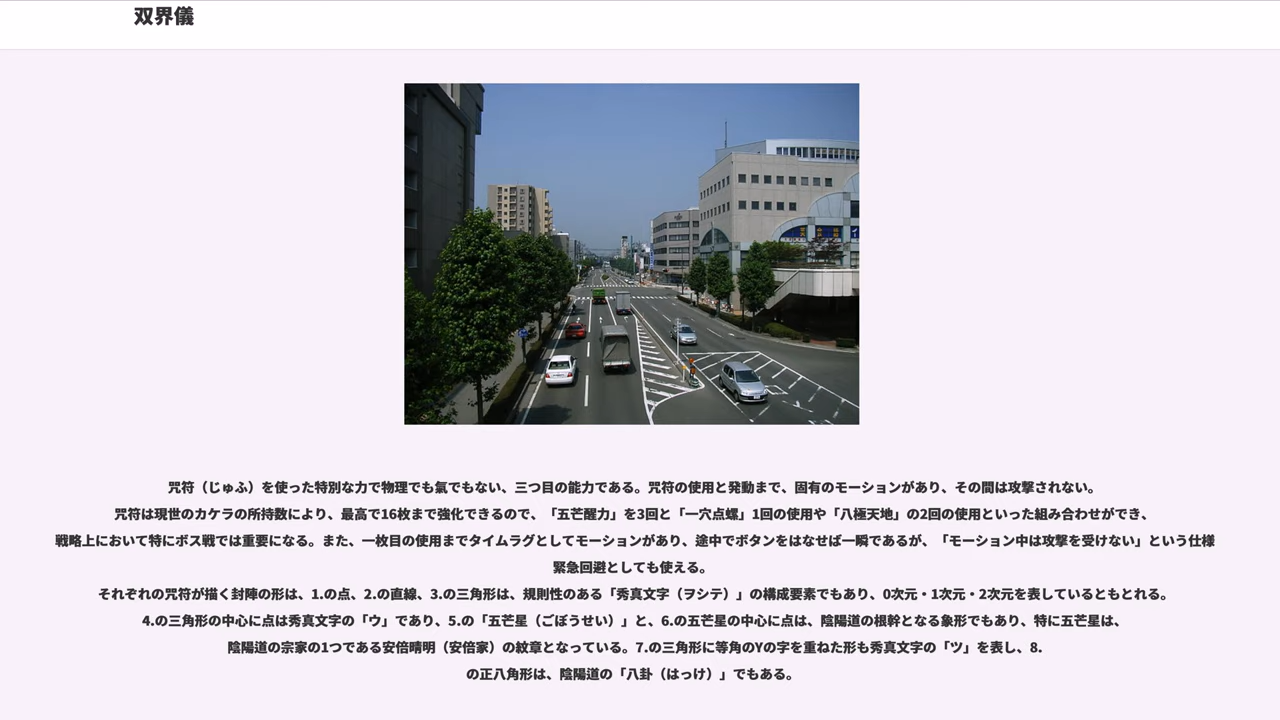 双界儀
咒符（じゅふ）を使った特別な力で物理でも氣でもない、三つ目の能力である。咒符の使用と発動まで、固有のモーションがあり、その間は攻撃されない。
咒符は現世のカケラの所持数により、最高で16枚まで強化できるので、「五芒醒力」を3回と「一穴点螺」1回の使用や「八極天地」の2回の使用といった組み合わせができ、
戦略上において特にボス戦では重要になる。また、一枚目の使用までタイムラグとしてモーションがあり、途中でボタンをはなせば一瞬であるが、「モーション中は攻撃を受けない」という仕様
緊急回避としても使える。
それぞれの咒符が描く封陣の形は、1.の点、2.の直線、3.の三角形は、規則性のある「秀真文字（ヲシテ）」の構成要素でもあり、0次元・1次元・2次元を表しているともとれる。
4.の三角形の中心に点は秀真文字の「ウ」であり、5.の「五芒星（ごぼうせい）」と、6.の五芒星の中心に点は、陰陽道の根幹となる象形でもあり、特に五芒星は、
陰陽道の宗家の1つである安倍晴明（安倍家）の紋章となっている。7.の三角形に等角のYの字を重ねた形も秀真文字の「ツ」を表し、8.
の正八角形は、陰陽道の「八卦（はっけ）」でもある。